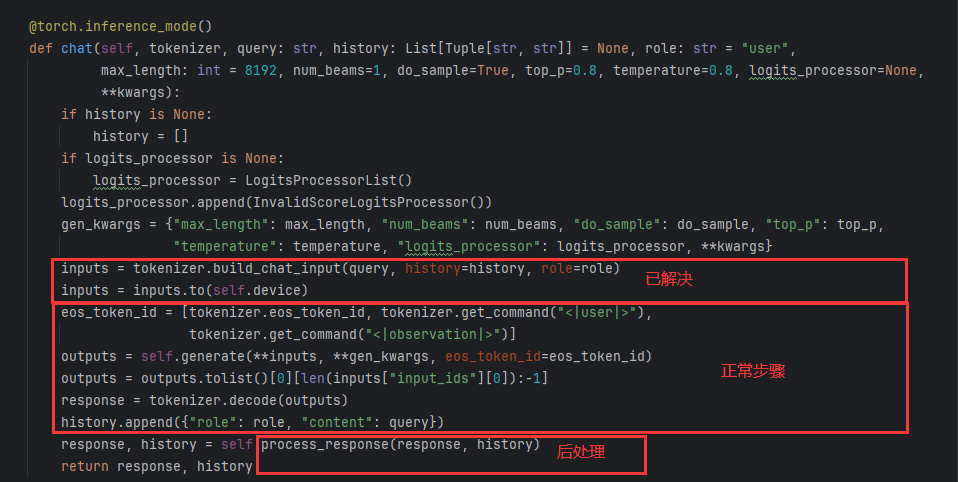 @torch.inference_mode()
def chat(self, tokenizer, query: str, history: List[Tuple[str, str]] = None, role: str = "user",
max_length: int = 8192, num_beams=1, do_sample=True, top_p=0.8, temperature=0.8, logits_processor=None,
**kwargs):
if history is None:
history = []
if logits_processor is None:
logits_processor = LogitsProcessorList()
logits_processor.append(InvalidScoreLogitsProcessor())
gen_kwargs = {"max_length": max_length, "num_beams": num_beams, "do_sample": do_sample, "top_p": top_p,
"temperature": temperature, "logits_processor": logits_processor, **kwargs}
inputs = tokenizer.build_chat_input(query, history=history, role=role)
已解决
inputs = inputs.to(self.device)
eos_token_id = [tokenizer.eos_token_id, tokenizer.get_command("<|user|>"),
tokenizer.get_command("<|observation|>")]
outputs = self.generate(**inputs, **gen_kwargs, eos_token_id=eos_token_id)
正常步骤
outputs = outputs.tolist()[0][len(inputs["input_ids"][0]):-1]
response = tokenizer.decode(outputs)
history.append({"role": role, "content": query})
response, history = self.process_response(response, history)
后处理
return response, history